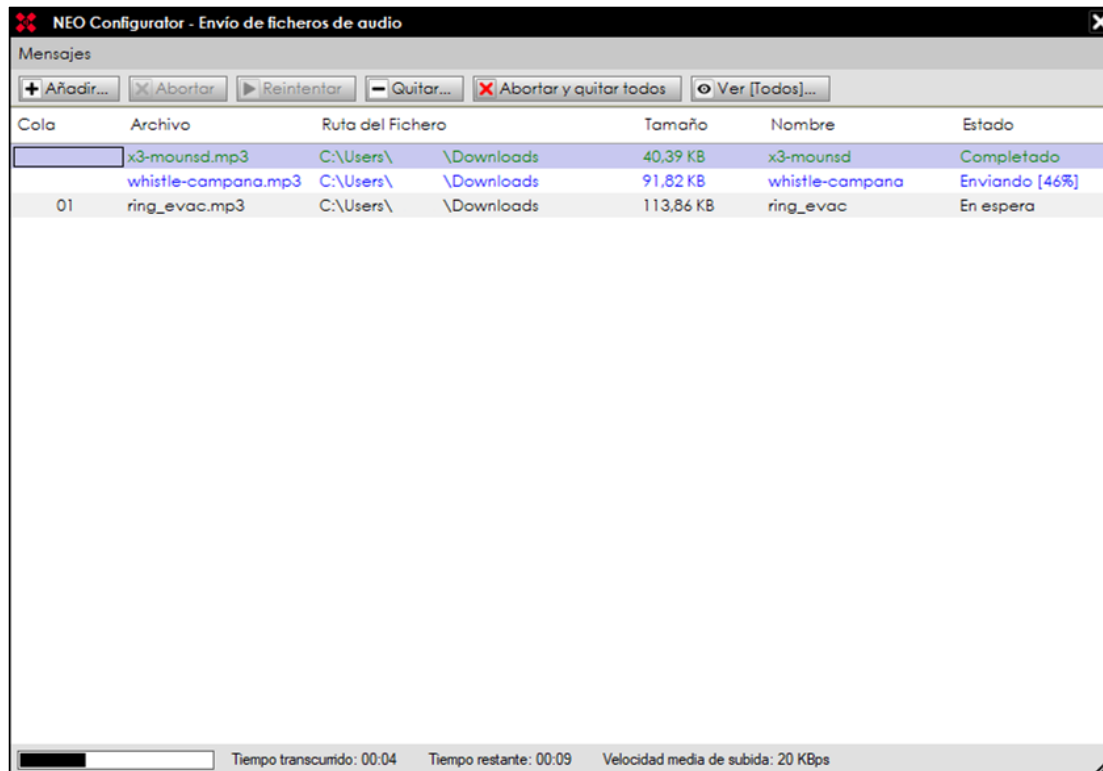 NEO Configurator - Envío de ficheros de audio
Mensajes
Añadir... Abortar Reintentar Quitar... Abortar y quitar todos Ver [Todos]...
Cola Archivo Ruta del Fichero Tamaño Nombre Estado
x3-mounsd.mp3 C:\Users\ \Downloads 40,39 KB x3-mounsd Completado
whistle-campana.mp3 C:\Users\ \Downloads 91,82 KB whistle-campana Enviando [46%]
01 ring_evac.mp3 C:\Users\ \Downloads 113,86 KB ring_evac En espera
Tiempo transcurrido: 00:04 Tiempo restante: 00:09 Velocidad media de subida: 20 KBps